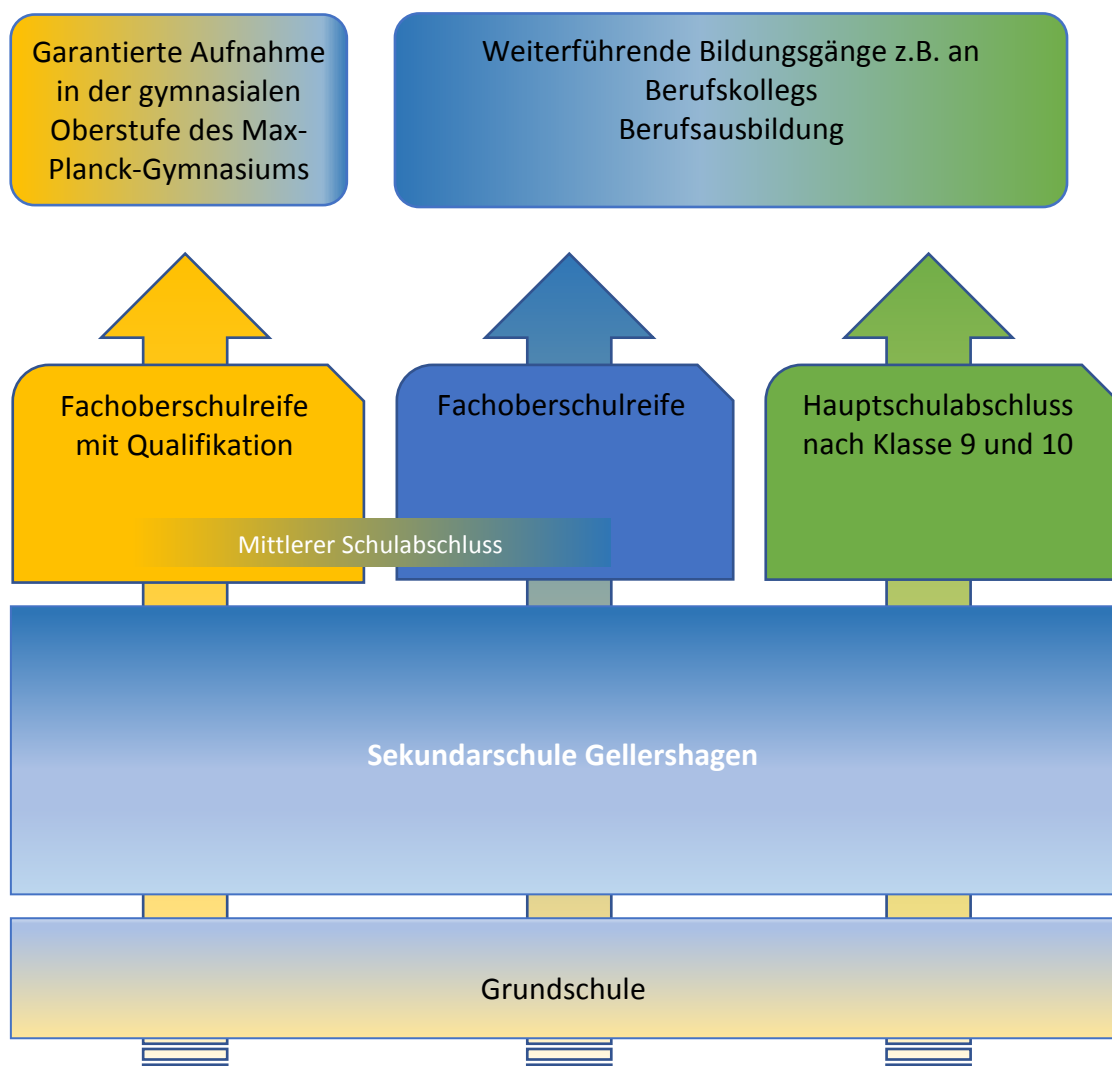 Garantierte Aufnahme
in der gymnasialen
Oberstufe des Max-
Planck-Gymnasiums
Weiterführende Bildungsgänge z.B. an
Berufskollegs
Berufsausbildung
Fachoberschulreife
mit Qualifikation
Fachoberschulreife
Hauptschulabschluss
nach Klasse 9 und 10
Mittlerer Schulabschluss
Sekundarschule Gellershagen
Grundschule